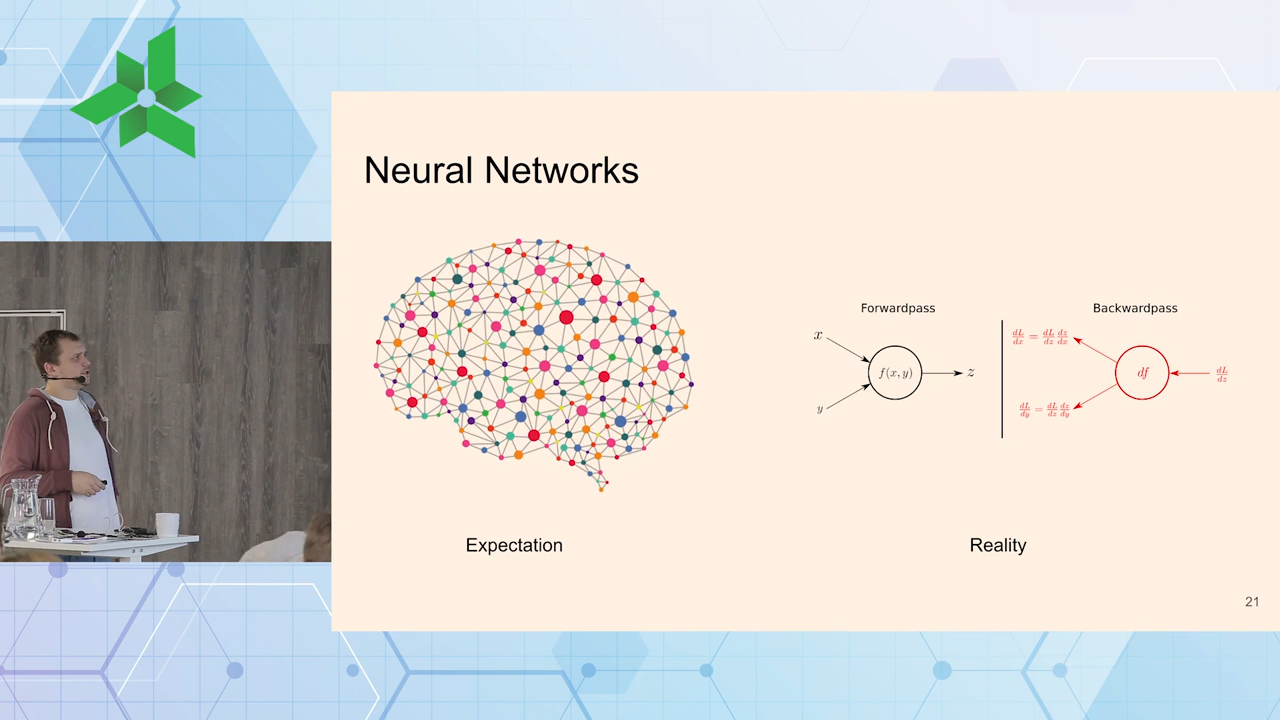 Neural Networks
Forwardpass
Backwardpass
x
y
f(x, y)
z
dL/dx = dL/dz dz/dx
dL/dy = dL/dz dz/dy
df
dL/dz
Expectation
Reality
21